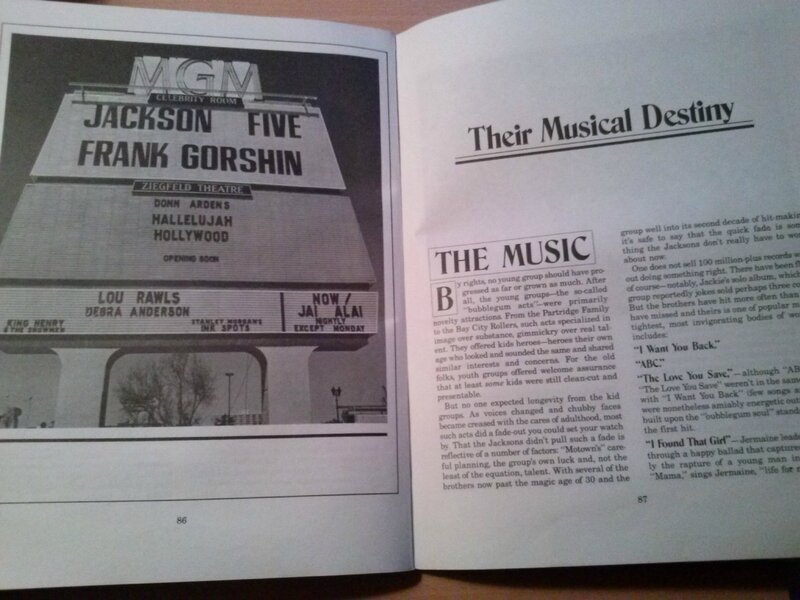 MGM
CELEBRITY ROOM
JACKSON FIVE
FRANK GORSHIN
ZIEGFELD THEATRE
DONN ARDENS
HALLELUJAH
HOLLYWOOD
OPENING SOON
LOU RAWLS
DEBRA ANDERSON
KING HENRY
& THE SHOWMEN
STANLEY MORGAN'S
INK SPOTS
NOW /
JAI ALAI
NIGHTLY
EXCEPT MONDAY
86
Their Musical Destiny
THE MUSIC
By rights, no young group should have pro-
gressed as far or grown as much. After
all, the young groups—the so-called
"bubblegum acts"—were primarily
novelty attractions. From the Partridge Family
to the Bay City Rollers, such acts specialized in
image over substance, gimmickry over real tal-
ent. They offered kids heroes—heroes their own
age who looked and sounded the same and shared
similar interests and concerns. For the old
folks, youth groups offered welcome assurance
that at least some kids were still clean-cut and
presentable.
But no one expected longevity from the kid
groups. As voices changed and chubby faces
became creased with the cares of adulthood, most
such acts did a fade-out you could set your watch
by. That the Jacksons didn't pull such a fade is
reflective of a number of factors: "Motown's" care-
ful planning, the group's own luck and, not the
least of the equation, talent. With several of the
brothers now past the magic age of 30 and the
group well into its second decade of hit-makin
it's safe to say that the quick fade is som
thing the Jacksons don't really have to wor
about now.
One does not sell 100 million-plus records w
out doing something right. There have been f
of course—notably, Jackie's solo album, which
group reportedly jokes sold perhaps three co
But the brothers have hit more often than
have missed and theirs is one of popular m
tightest, most invigorating bodies of wo
includes:
"I Want You Back."
"ABC."
"The Love You Save,"—although "AB
"The Love You Save" weren't in the sam
with "I Want You Back" (few songs a
were nonetheless amiably energetic out
built upon the "bubblegum soul" stand
the first hit.
"I Found That Girl"—Jermaine leads
through a happy ballad that capture
ly the rapture of a young man in
"Mama," sings Jermaine, "life for
87